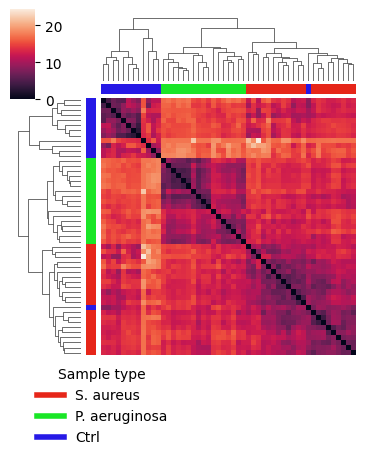 20
10
0
Sample type
S. aureus
P. aeruginosa
Ctrl